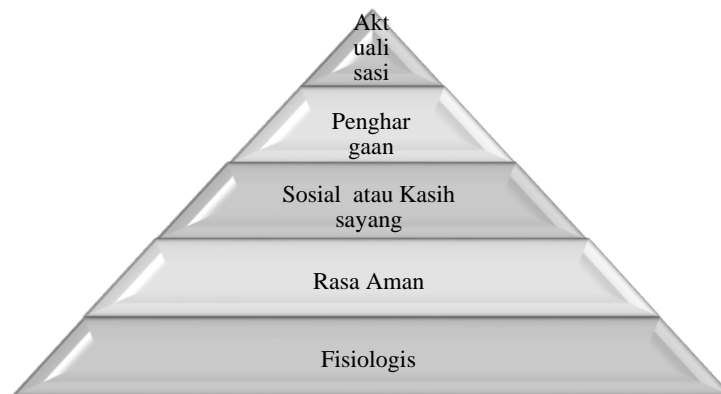 Akt
uali
sasi
Penghar
gaan
Sosial atau Kasih
sayang
Rasa Aman
Fisiologis